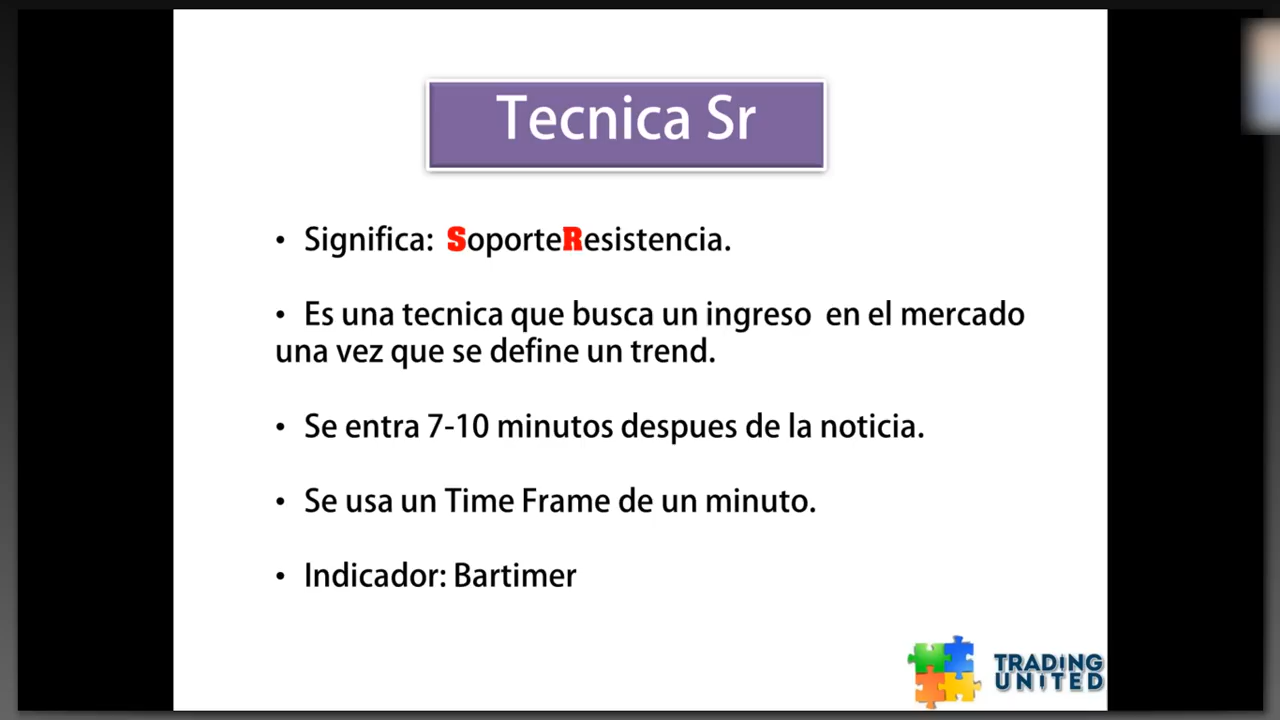 Tecnica Sr
• Significa: SoporteResistencia.
• Es una tecnica que busca un ingreso en el mercado
una vez que se define un trend.
• Se entra 7-10 minutos despues de la noticia.
• Se usa un Time Frame de un minuto.
• Indicador: Bartimer
TRADING
UNITED